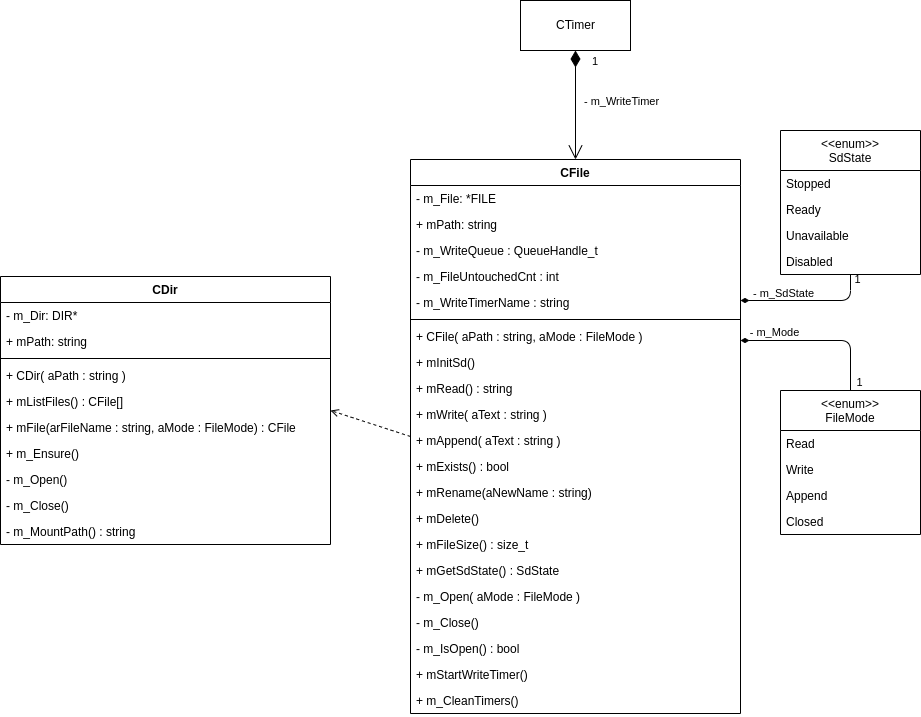 CTimer
1
- m_WriteTimer
CFile
- m_File: *FILE
+ mPath: string
- m_WriteQueue : QueueHandle_t
- m_FileUntouchedCnt : int
- m_WriteTimerName : string
+ CFile( aPath : string, aMode : FileMode )
+ mInitSd()
+ mRead() : string
+ mWrite( aText : string )
+ mAppend( aText : string )
+ mExists() : bool
+ mRename(aNewName : string)
+ mDelete()
+ mFileSize() : size_t
+ mGetSdState() : SdState
- m_Open( aMode : FileMode )
- m_Close()
- m_IsOpen() : bool
+ mStartWriteTimer()
+ m_CleanTimers()
<<enum>>
SdState
Stopped
Ready
Unavailable
Disabled
1
- m_SdState
- m_Mode
1
<<enum>>
FileMode
Read
Write
Append
Closed
CDir
- m_Dir: DIR*
+ mPath: string
+ CDir( aPath : string )
+ mListFiles() : CFile[]
+ mFile(arFileName : string, aMode : FileMode) : CFile
+ m_Ensure()
- m_Open()
- m_Close()
- m_MountPath() : string